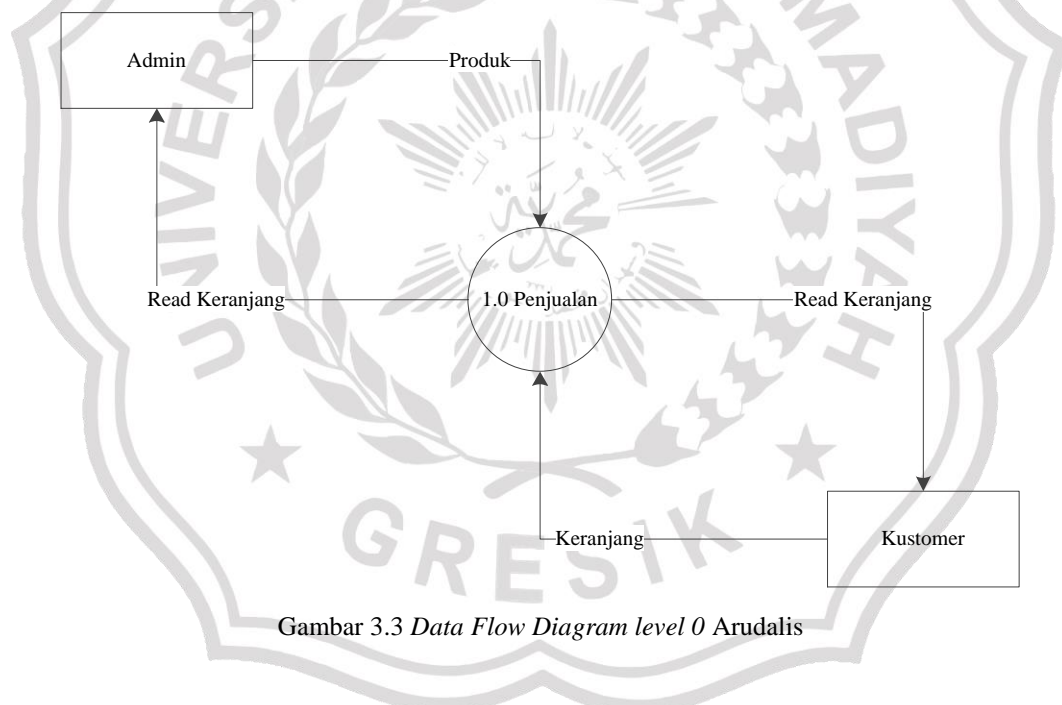 Admin
Produk
Read Keranjang
1.0 Penjualan
Read Keranjang
Keranjang
Kustomer
GRESIK
Gambar 3.3 Data Flow Diagram level 0 Arudalis